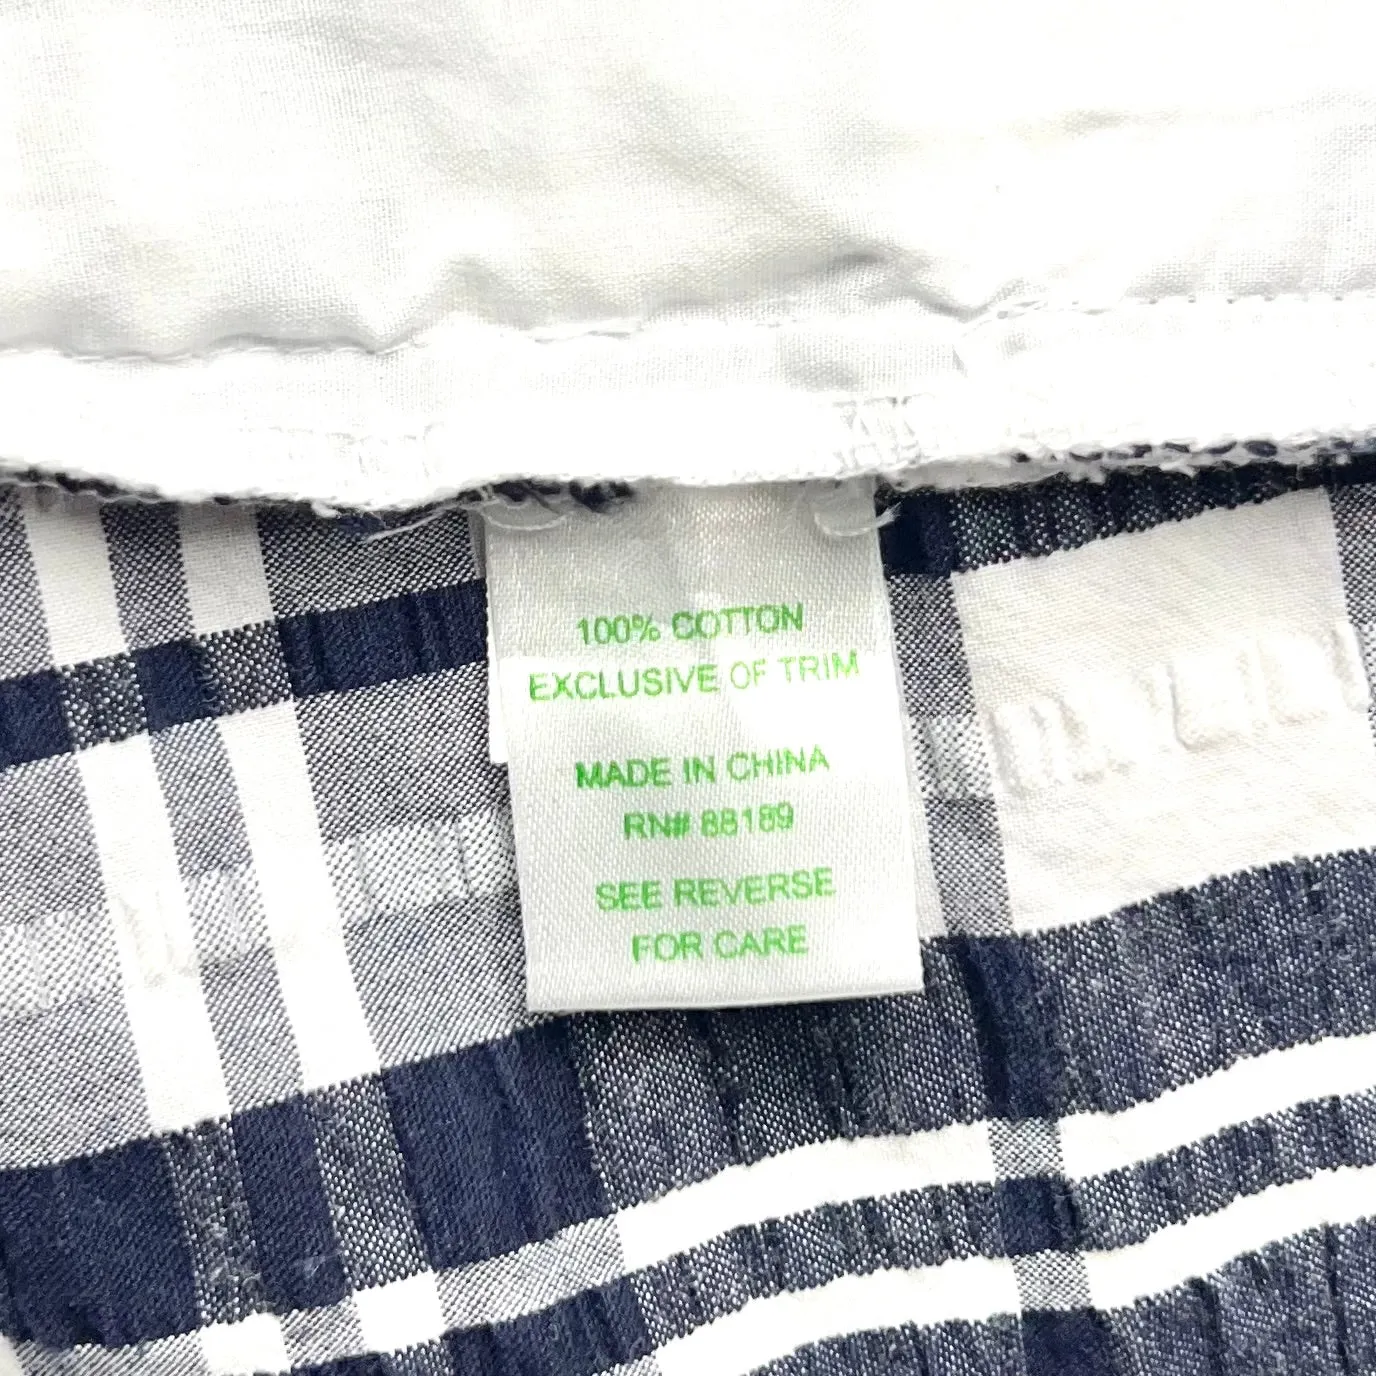 100% COTTON
EXCLUSIVE OF TRIM
MADE IN CHINA
RN# 88189
SEE REVERSE
FOR CARE